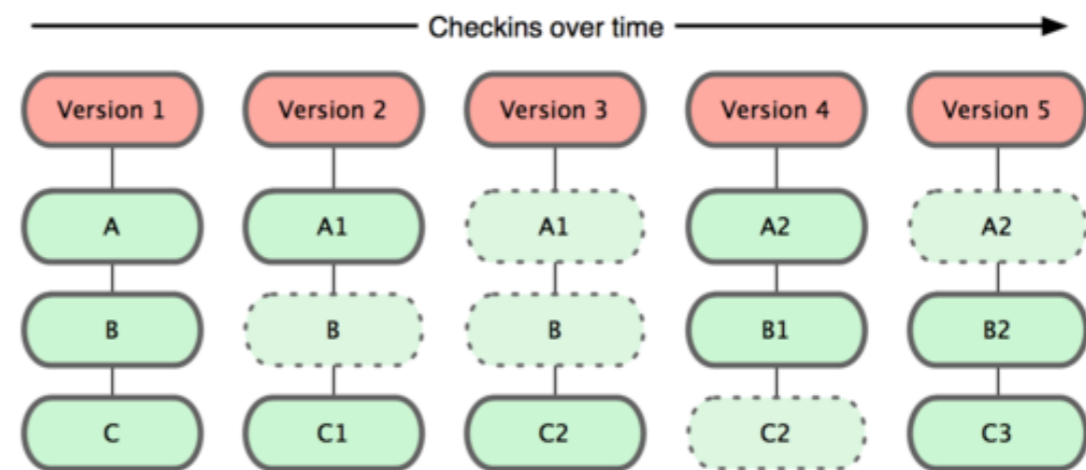 Checkins over time
Version 1 Version 2 Version 3 Version 4 Version 5
A A1 A1 A2 A2
B B B B1 B2
C C1 C2 C2 C3